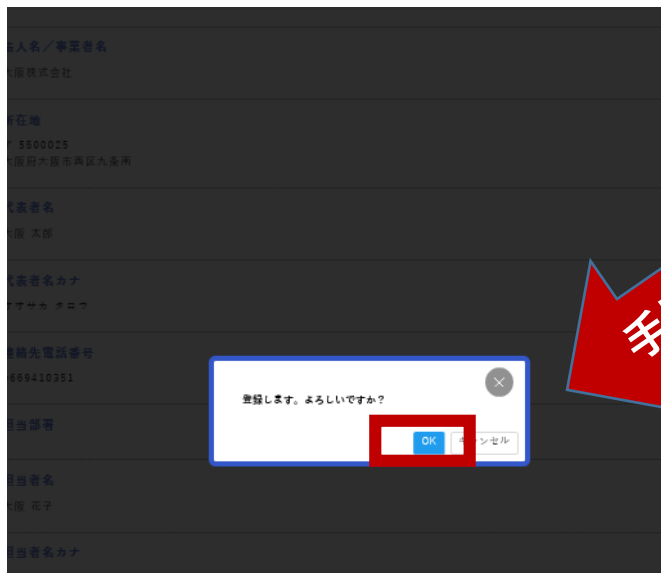 法人名／事業者名
大阪株式会社
所在地
〒 5500025
大阪府大阪市西区九条南
代表者名
大阪 太郎
代表者名カナ
オオサカ タロウ
連絡先電話番号
0669410351
担当部署
担当者名
大阪 花子
担当者名カナ
登録します。よろしいですか？
OK
キャンセル
手